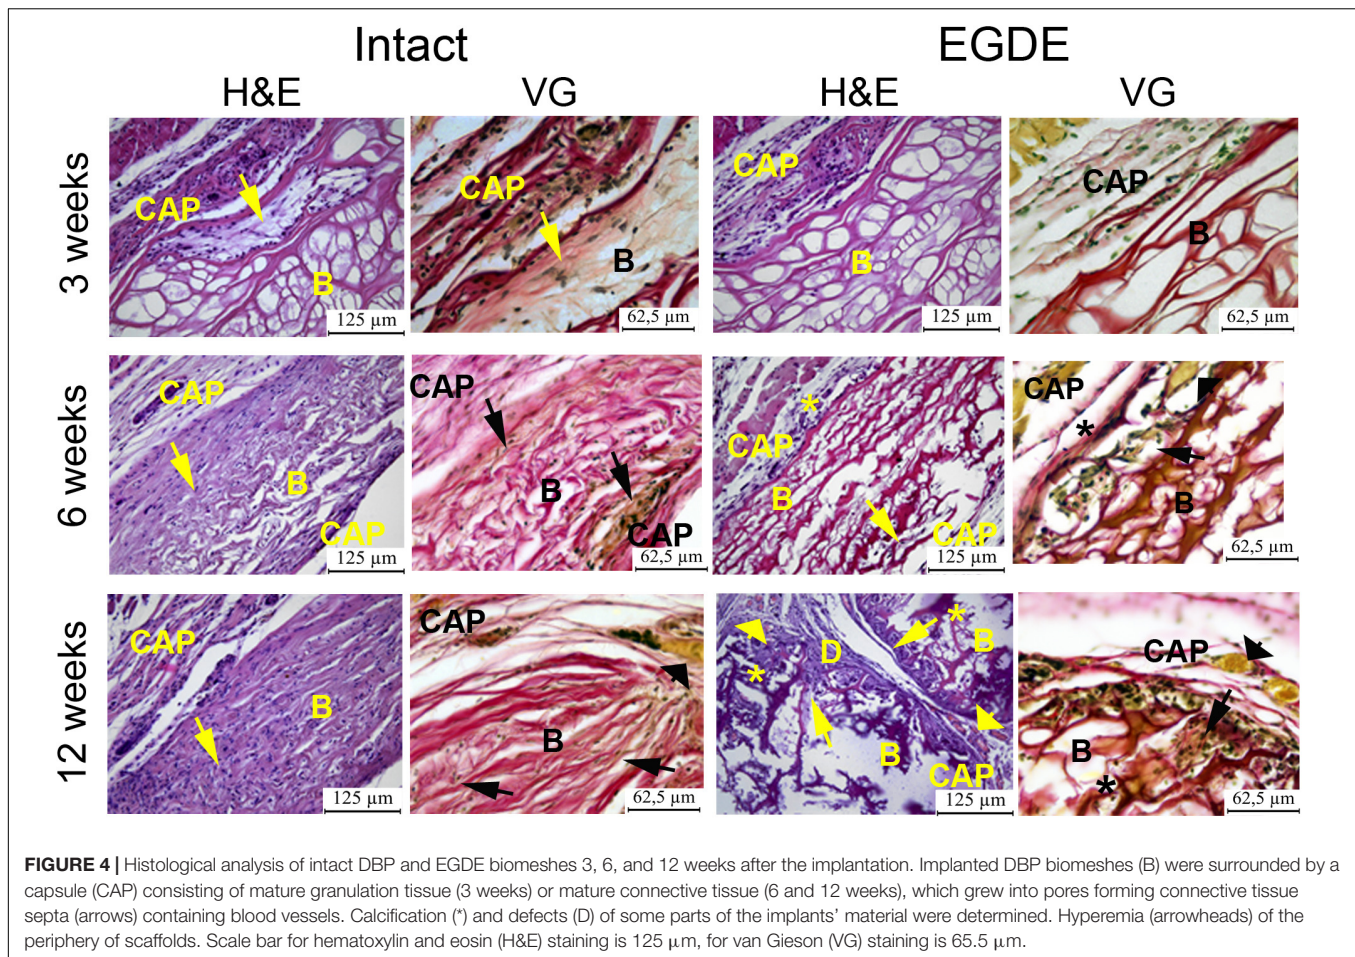 Intact EGDE
H&E VG H&E VG
3 weeks
CAP B 125 µm
CAP B 62,5 µm
CAP B 125 µm
CAP B 62,5 µm
6 weeks
CAP B CAP 125 µm
CAP B CAP 62,5 µm
* CAP B CAP 125 µm
CAP * B 62,5 µm
12 weeks
CAP B 125 µm
CAP B 62,5 µm
* D B * B CAP 125 µm
CAP B * 62,5 µm
FIGURE 4 | Histological analysis of intact DBP and EGDE biomeshes 3, 6, and 12 weeks after the implantation. Implanted DBP biomeshes (B) were surrounded by a
capsule (CAP) consisting of mature granulation tissue (3 weeks) or mature connective tissue (6 and 12 weeks), which grew into pores forming connective tissue
septa (arrows) containing blood vessels. Calcification (*) and defects (D) of some parts of the implants' material were determined. Hyperemia (arrowheads) of the
periphery of scaffolds. Scale bar for hematoxylin and eosin (H&E) staining is 125 μm, for van Gieson (VG) staining is 65.5 μm.